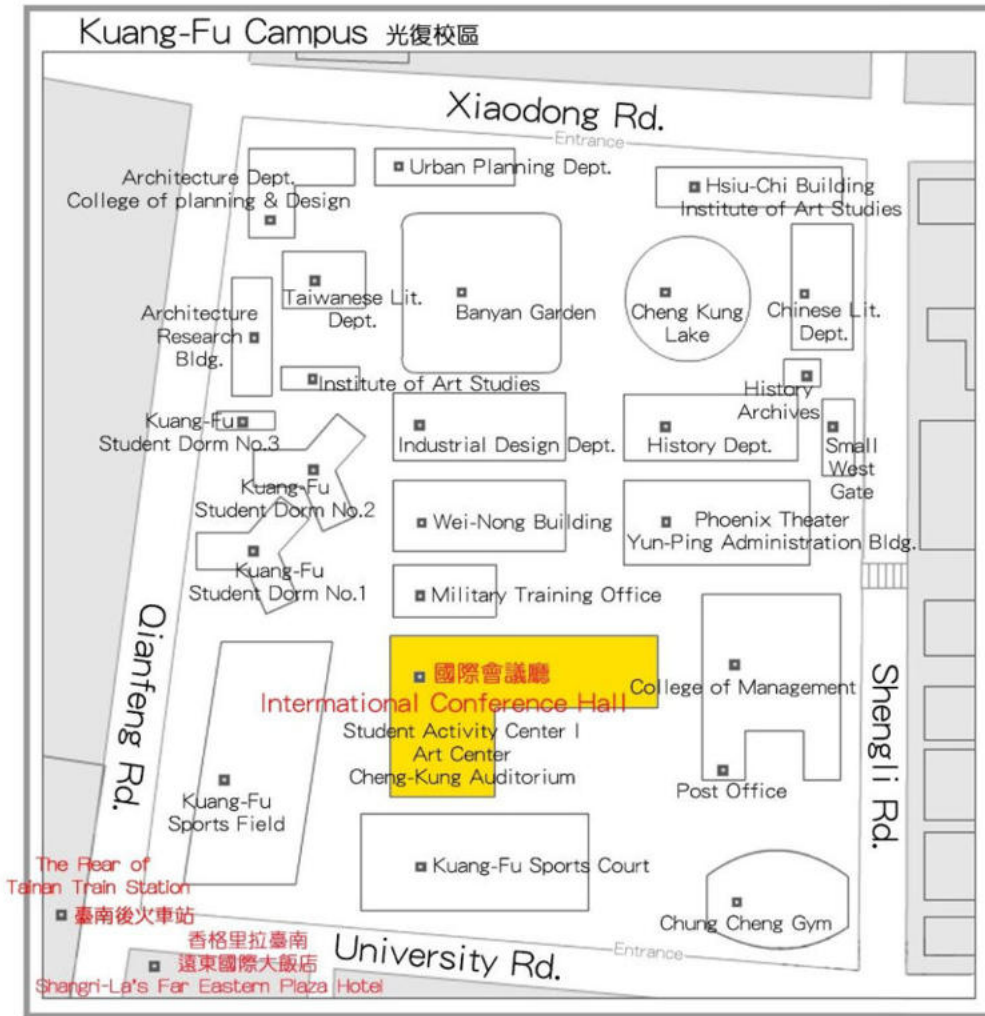 Kuang-Fu Campus 光復校區
Xiaodong Rd.
Entrance
Architecture Dept.
College of planning & Design
Urban Planning Dept.
Hsiu-Chi Building
Institute of Art Studies
Taiwanese Lit.
Dept.
Banyan Garden
Cheng Kung
Lake
Chinese Lit.
Dept.
Architecture
Research
Bldg.
Institute of Art Studies
History
Archives
Kuang-Fu
Student Dorm No.3
Industrial Design Dept.
History Dept.
Small
West
Gate
Kuang-Fu
Student Dorm No.2
Wei-Nong Building
Phoenix Theater
Yun-Ping Administration Bldg.
Kuang-Fu
Student Dorm No.1
Military Training Office
Qianfeng Rd.
國際會議廳
International Conference Hall
Student Activity Center I
Art Center
Cheng-Kung Auditorium
College of Management
Shengli Rd.
Post Office
Kuang-Fu
Sports Field
Kuang-Fu Sports Court
Chung Cheng Gym
The Rear of
Tainan Train Station
臺南後火車站
香格里拉臺南
遠東國際大飯店
Shangri-La's Far Eastern Plaza Hotel
University Rd.
Entrance